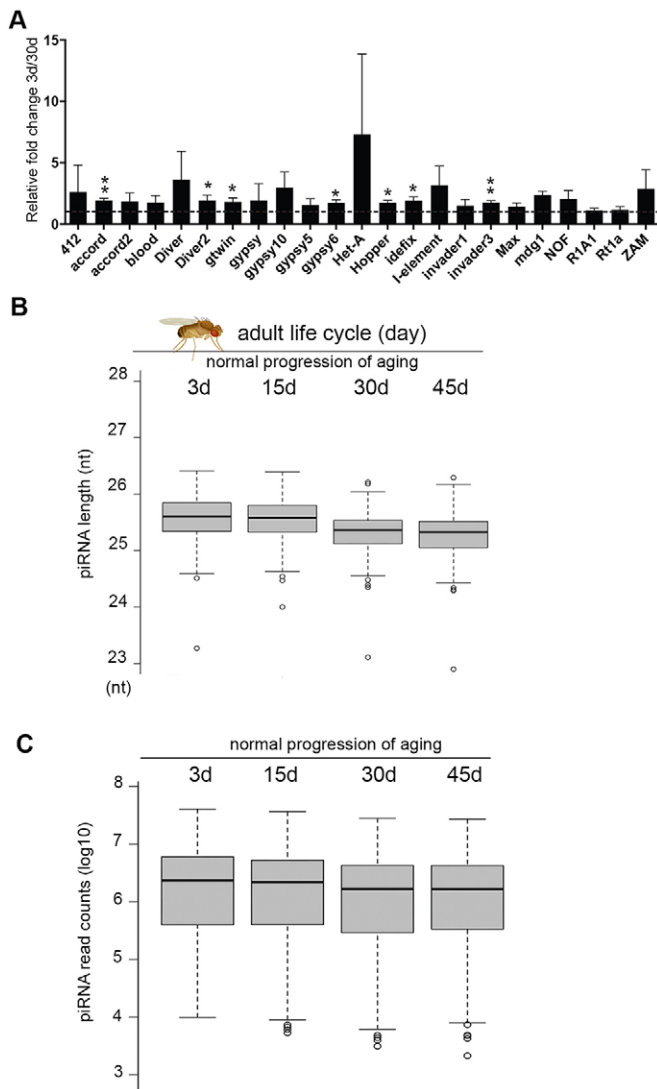 A
Relative fold change 3d/30d
15
10
5
0
** * * * * * **
412 accord accord2 blood Diver Diver2 gtwin gypsy gypsy10 gypsy5 gypsy6 Het-A Hopper idefix I-element invader1 invader3 Max mdg1 NOF R1A1 Rt1a ZAM
B
adult life cycle (day)
normal progression of aging
3d 15d 30d 45d
piRNA length (nt)
28
27
26
25
24
23
(nt)
C
normal progression of aging
3d 15d 30d 45d
piRNA read counts (log10)
8
7
6
5
4
3